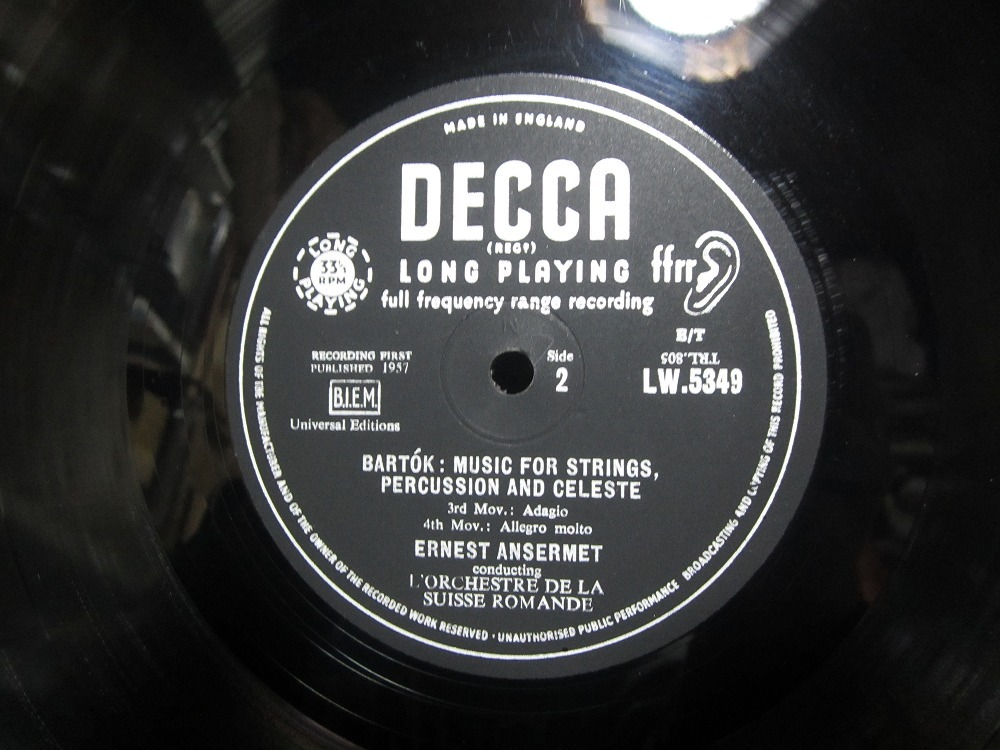 MADE IN ENGLAND
DECCA
(REGD)
LONG PLAYING
33⅓
RPM
LONG PLAYING
ffrr
full frequency range recording
E/T
TRL.805
LW.5349
RECORDING FIRST
PUBLISHED 1957
Side
2
B.I.E.M.
Universal Editions
BARTÓK: MUSIC FOR STRINGS,
PERCUSSION AND CELESTE
3rd Mov.: Adagio
4th Mov.: Allegro molto
ERNEST ANSERMET
conducting
L'ORCHESTRE DE LA
SUISSE ROMANDE
ALL RIGHTS OF THE MANUFACTURER AND OF THE OWNER OF THE RECORDED WORK RESERVED · UNAUTHORISED PUBLIC PERFORMANCE BROADCASTING AND COPYING OF THIS RECORD PROHIBITED